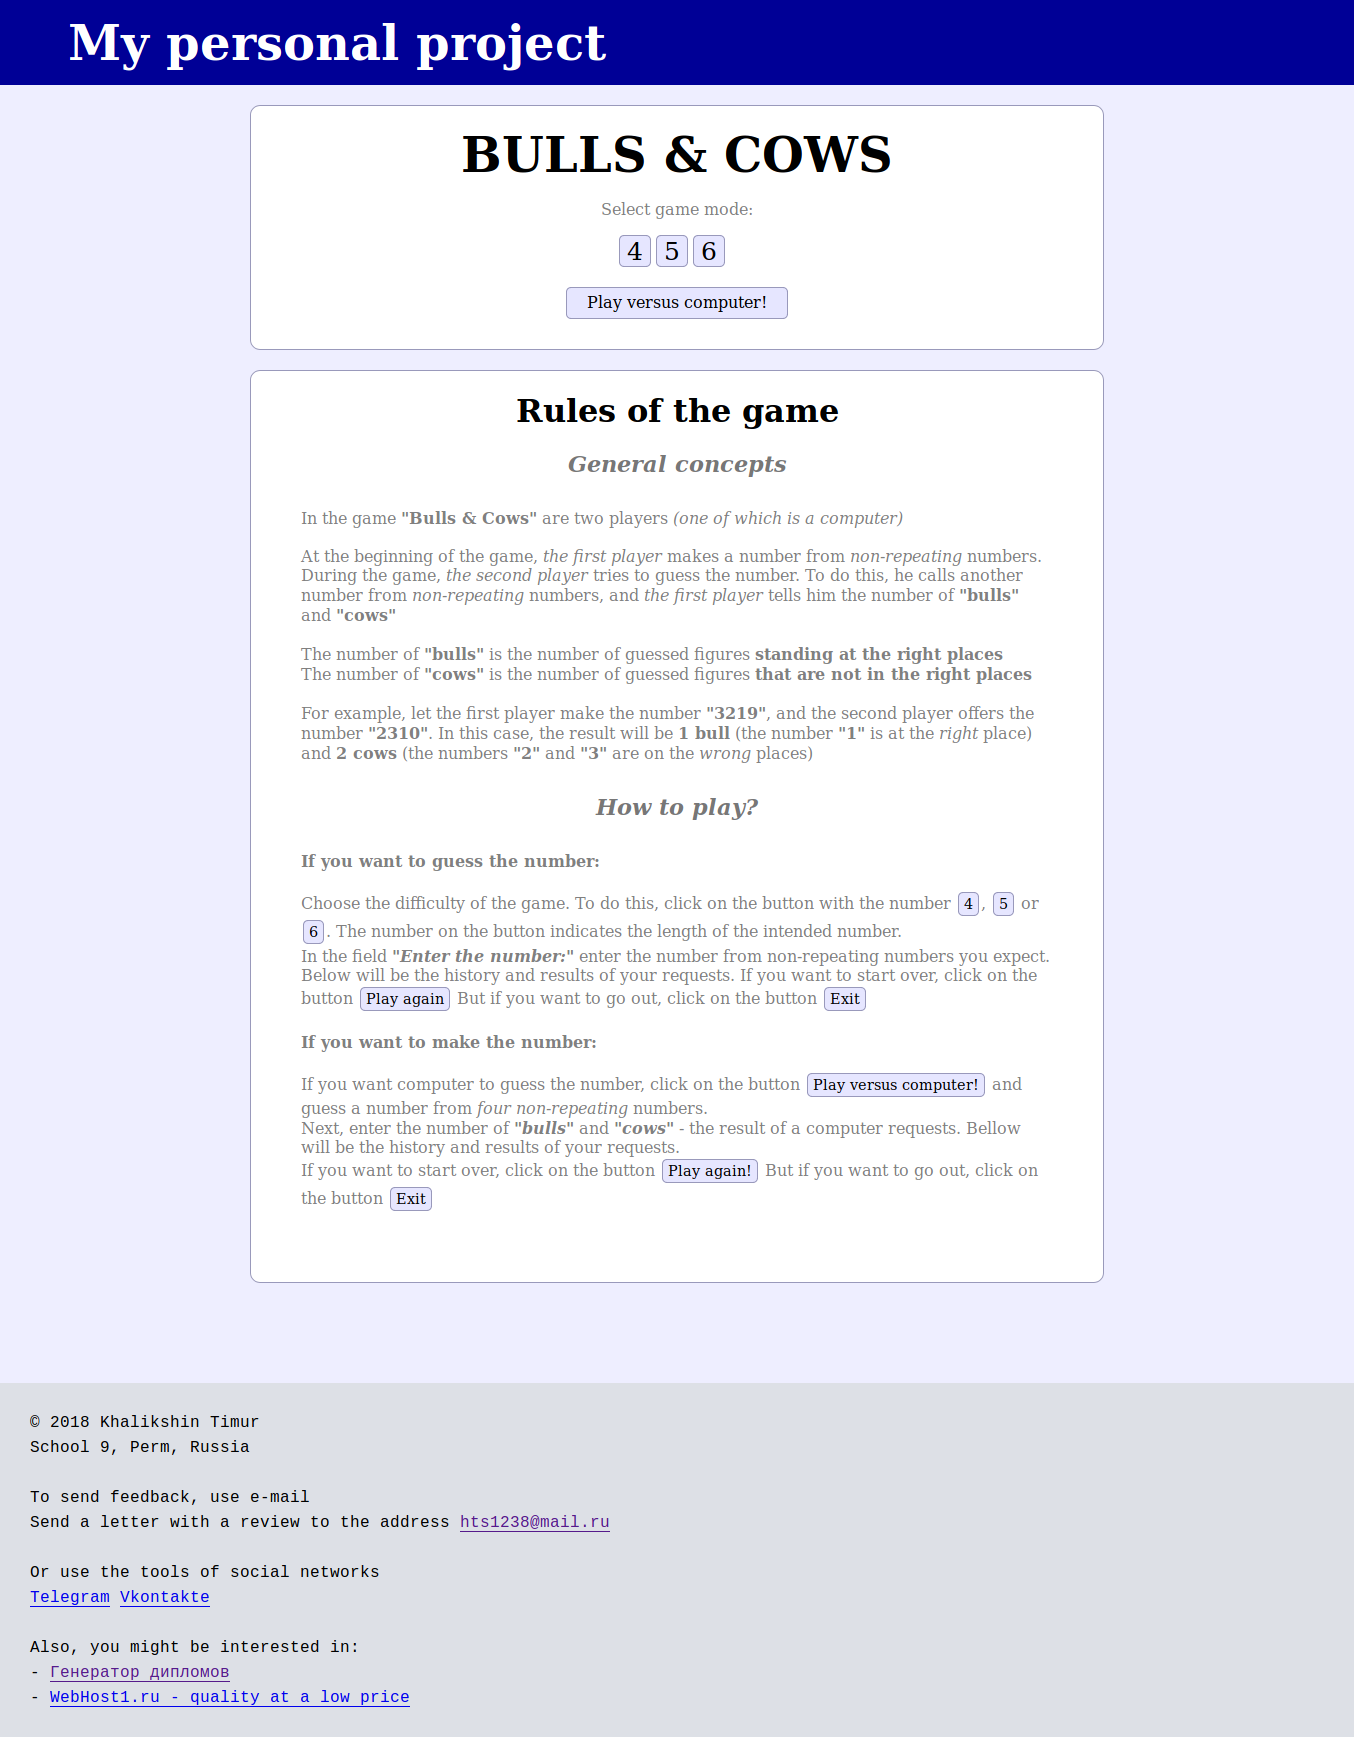 My personal project
BULLS & COWS
Select game mode:
4 5 6
Play versus computer!
Rules of the game
General concepts
In the game "Bulls & Cows" are two players (one of which is a computer)
At the beginning of the game, the first player makes a number from non-repeating numbers.
During the game, the second player tries to guess the number. To do this, he calls another
number from non-repeating numbers, and the first player tells him the number of "bulls"
and "cows"
The number of "bulls" is the number of guessed figures standing at the right places
The number of "cows" is the number of guessed figures that are not in the right places
For example, let the first player make the number "3219", and the second player offers the
number "2310". In this case, the result will be 1 bull (the number "1" is at the right place)
and 2 cows (the numbers "2" and "3" are on the wrong places)
How to play?
If you want to guess the number:
Choose the difficulty of the game. To do this, click on the button with the number 4, 5 or
6. The number on the button indicates the length of the intended number.
In the field "Enter the number:" enter the number from non-repeating numbers you expect.
Below will be the history and results of your requests. If you want to start over, click on the
button Play again But if you want to go out, click on the button Exit
If you want to make the number:
If you want computer to guess the number, click on the button Play versus computer! and
guess a number from four non-repeating numbers.
Next, enter the number of "bulls" and "cows" - the result of a computer requests. Bellow
will be the history and results of your requests.
If you want to start over, click on the button Play again! But if you want to go out, click on
the button Exit
© 2018 Khalikshin Timur
School 9, Perm, Russia
To send feedback, use e-mail
Send a letter with a review to the address hts1238@mail.ru
Or use the tools of social networks
Telegram Vkontakte
Also, you might be interested in:
- Генератор дипломов
- WebHost1.ru - quality at a low price